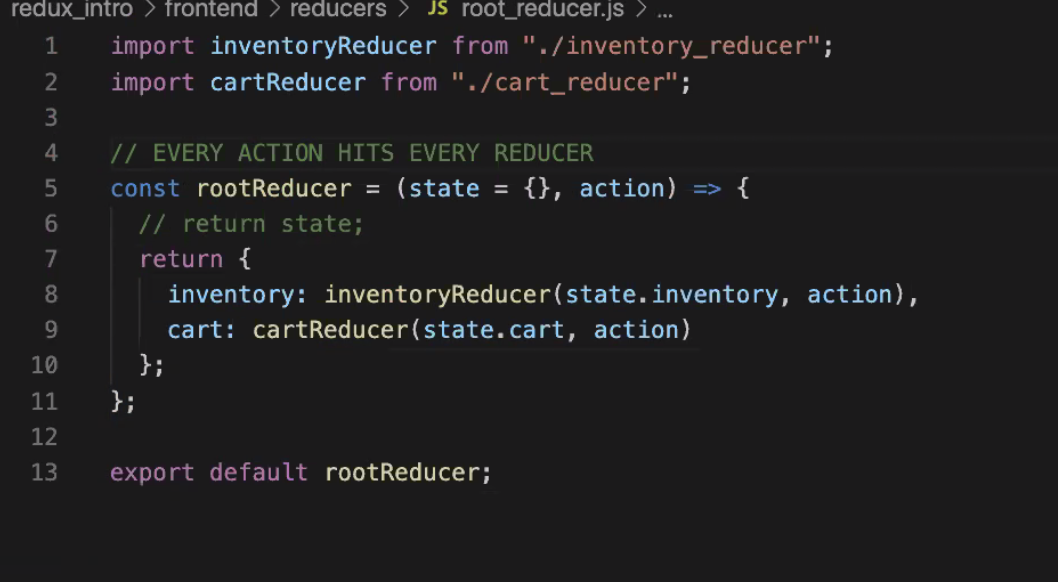 redux_intro > frontend > reducers > JS root_reducer.js > ...
1 import inventoryReducer from "./inventory_reducer";
2 import cartReducer from "./cart_reducer";
3
4 // EVERY ACTION HITS EVERY REDUCER
5 const rootReducer = (state = {}, action) => {
6   // return state;
7   return {
8     inventory: inventoryReducer(state.inventory, action),
9     cart: cartReducer(state.cart, action)
10   };
11 };
12
13 export default rootReducer;